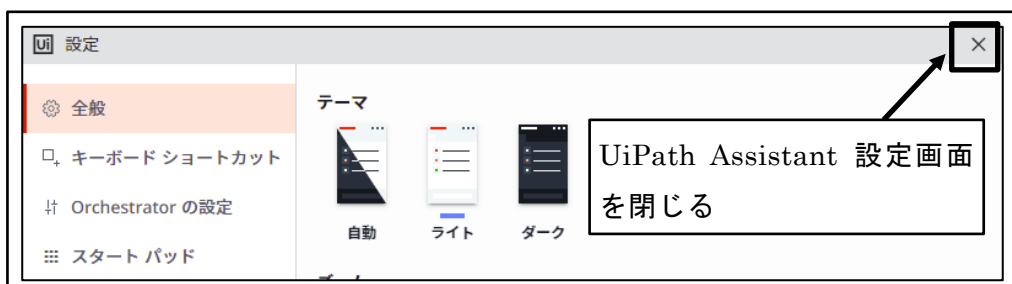 Ui 設定
全般
キーボード ショートカット
Orchestrator の設定
スタート パッド
テーマ
自動 ライト ダーク
UiPath Assistant 設定画面
を閉じる